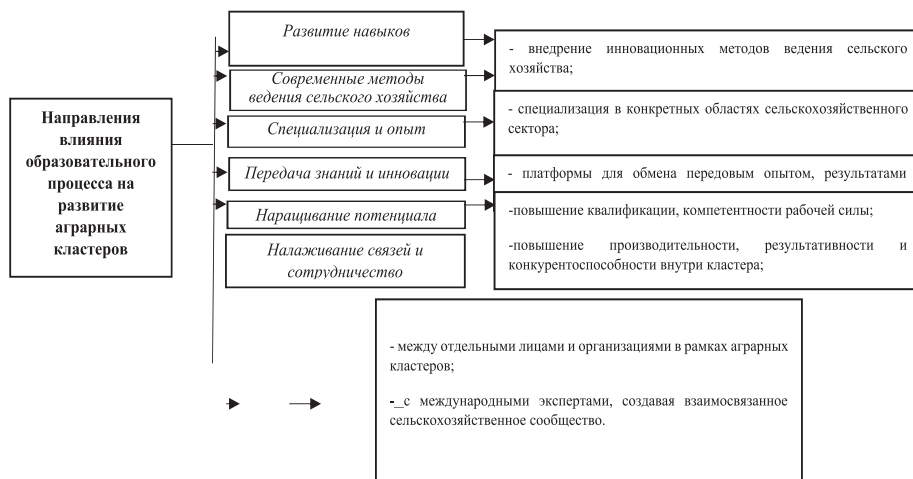 Направления
влияния
образовательного
процесса на
развитие
аграрных
кластеров
Развитие навыков
Современные методы
ведения сельского хозяйства
Специализация и опыт
Передача знаний и инновации
Наращивание потенциала
Налаживание связей и
сотрудничество
- внедрение инновационных методов ведения сельского
хозяйства;
- специализация в конкретных областях сельскохозяйственного
сектора;
- платформы для обмена передовым опытом, результатами
-повышение квалификации, компетентности рабочей силы;
-повышение производительности, результативности и
конкурентоспособности внутри кластера;
- между отдельными лицами и организациями в рамках аграрных
кластеров;
-_с международными экспертами, создавая взаимосвязанное
сельскохозяйственное сообщество.